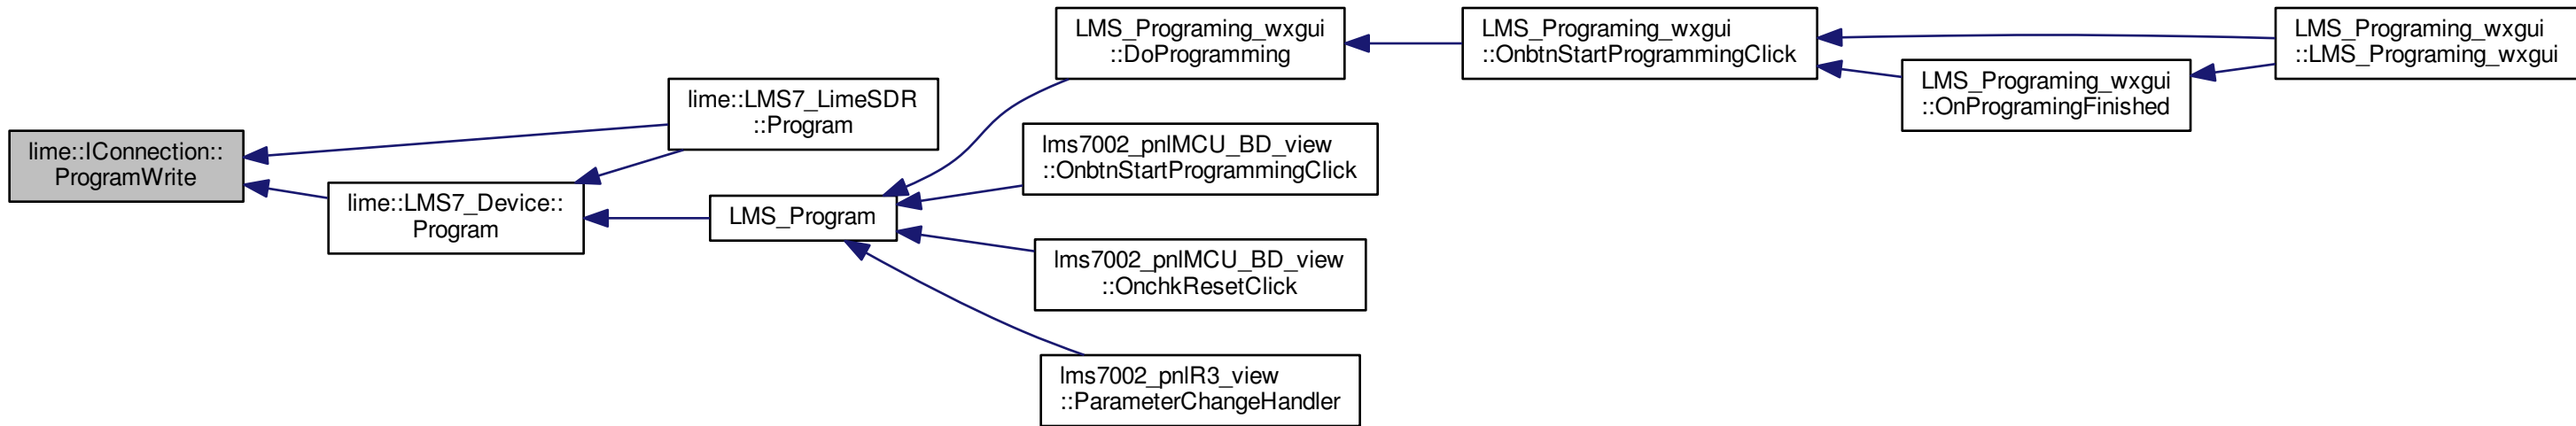 lime::IConnection::
ProgramWrite
lime::LMS7_LimeSDR
::Program
lime::LMS7_Device::
Program
LMS_Program
LMS_Programing_wxgui
::DoProgramming
lms7002_pnlMCU_BD_view
::OnbtnStartProgrammingClick
lms7002_pnlMCU_BD_view
::OnchkResetClick
lms7002_pnlR3_view
::ParameterChangeHandler
LMS_Programing_wxgui
::OnbtnStartProgrammingClick
LMS_Programing_wxgui
::OnProgramingFinished
LMS_Programing_wxgui
::LMS_Programing_wxgui